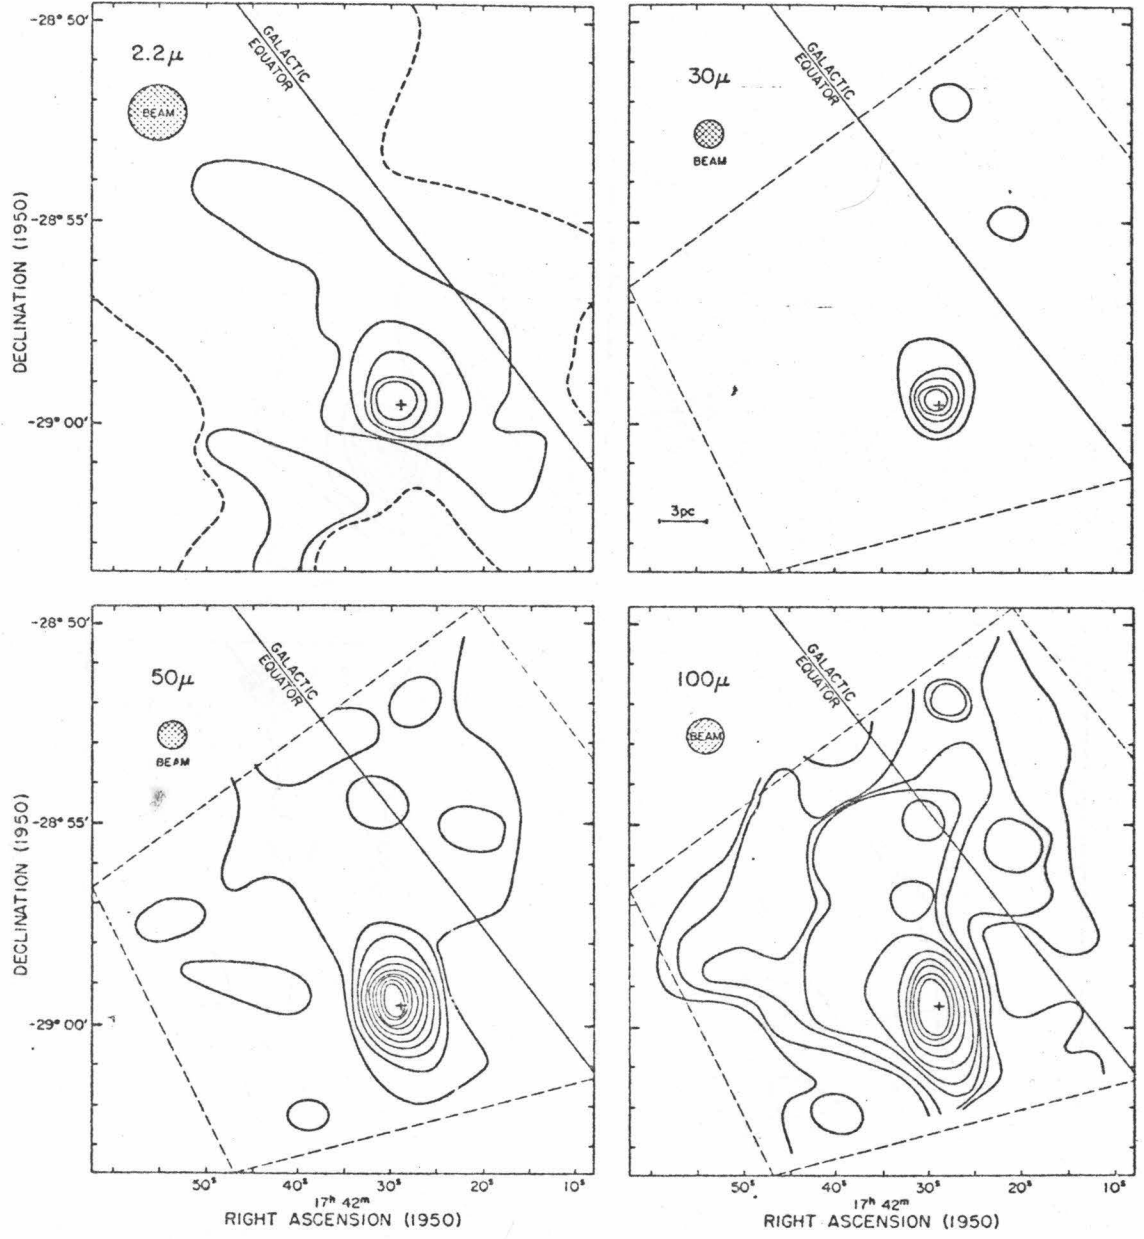 2.2μ
BEAM
GALACTIC
EQUATOR
-28° 50'
-28° 55'
-29° 00'
DECLINATION (1950)
30μ
BEAM
GALACTIC
EQUATOR
3pc
50μ
BEAM
GALACTIC
EQUATOR
-28° 50'
-28° 55'
-29° 00'
DECLINATION (1950)
50ˢ 40ˢ 30ˢ 20ˢ 10ˢ
17ʰ 42ᵐ
RIGHT ASCENSION (1950)
100μ
BEAM
GALACTIC
EQUATOR
50ˢ 40ˢ 30ˢ 20ˢ 10ˢ
17ʰ 42ᵐ
RIGHT ASCENSION (1950)